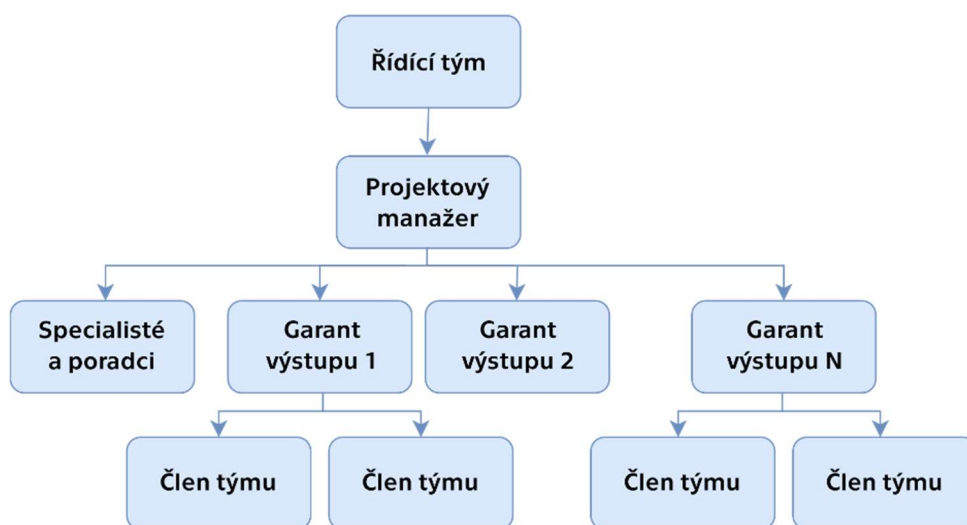 Řídící tým
Projektový
manažer
Specialisté
a poradci
Garant
výstupu 1
Garant
výstupu 2
Garant
výstupu N
Člen týmu
Člen týmu
Člen týmu
Člen týmu